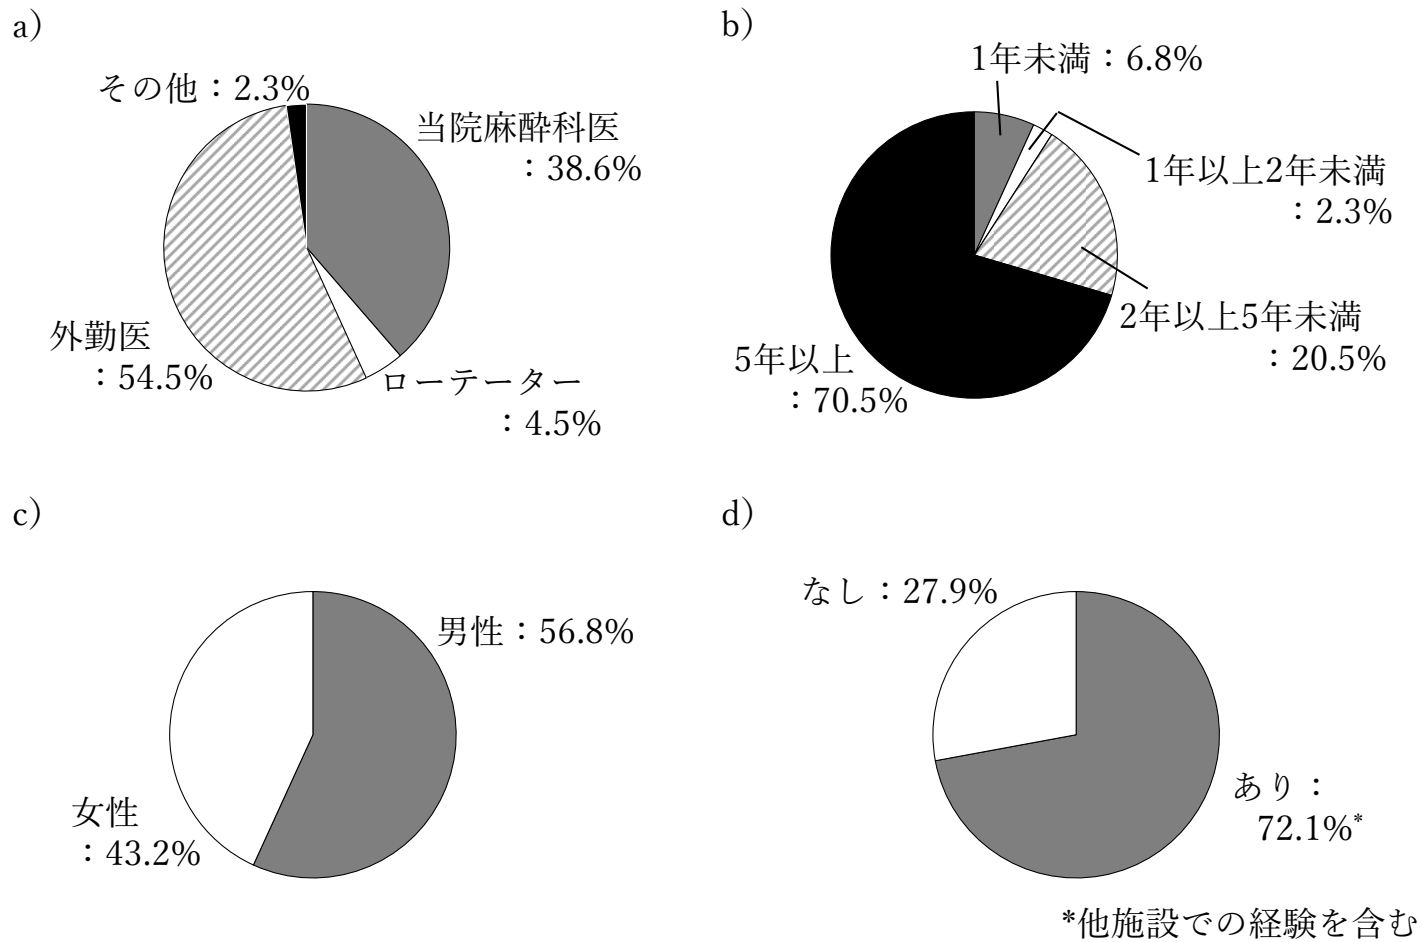 a)
その他：2.3%
当院麻酔科医
：38.6%
外勤医
：54.5%
ローテーター
：4.5%
b)
1年未満：6.8%
1年以上2年未満
：2.3%
2年以上5年未満
：20.5%
5年以上
：70.5%
c)
男性：56.8%
女性
：43.2%
d)
なし：27.9%
あり：
72.1%*
*他施設での経験を含む